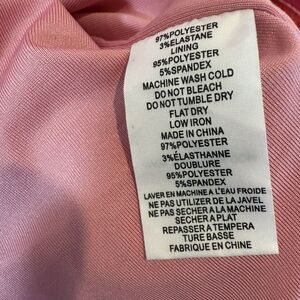 97%POLYESTER
3%ELASTANE
LINING
95%POLYESTER
5%SPANDEX
MACHINE WASH COLD
DO NOT BLEACH
DO NOT TUMBLE DRY
FLAT DRY
LOW IRON
MADE IN CHINA
97%POLYESTER
3%ÉLASTHANNE
DOUBLURE
95%POLYESTER
5%SPANDEX
LAVER EN MACHINE A L'EAU FROIDE
NE PAS UTILIZER DE LA JAVEL
NE PAS SECHER A LA MACHINE
SECHER A PLAT
REPASSER A TEMPERA
TURE BASSE
FABRIQUE EN CHINE